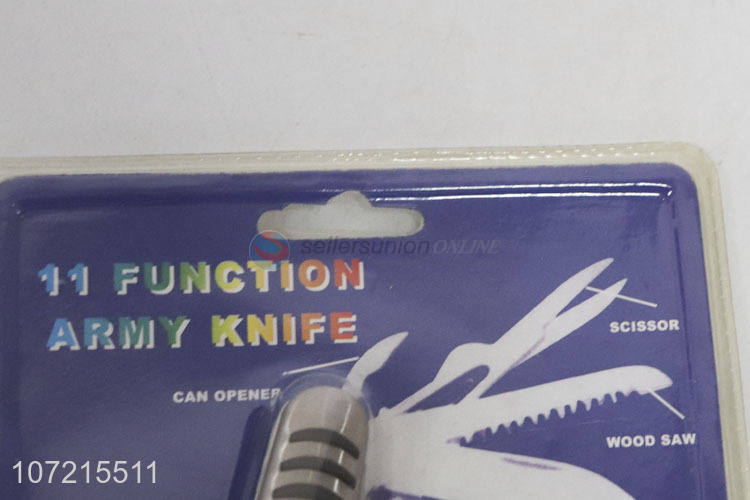 sellersunion ONLINE
11 FUNCTION
ARMY KNIFE
SCISSOR
CAN OPENER
WOOD SAW
107215511